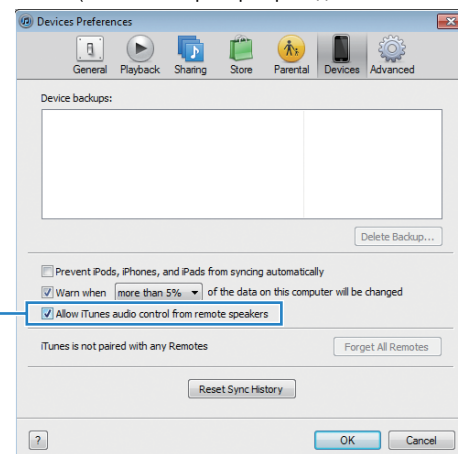 Devices Preferences
General Playback Sharing Store Parental Devices Advanced
Device backups:
Delete Backup...
Prevent iPods, iPhones, and iPads from syncing automatically
Warn when more than 5% of the data on this computer will be changed
Allow iTunes audio control from remote speakers
iTunes is not paired with any Remotes Forget All Remotes
Reset Sync History
? OK Cancel